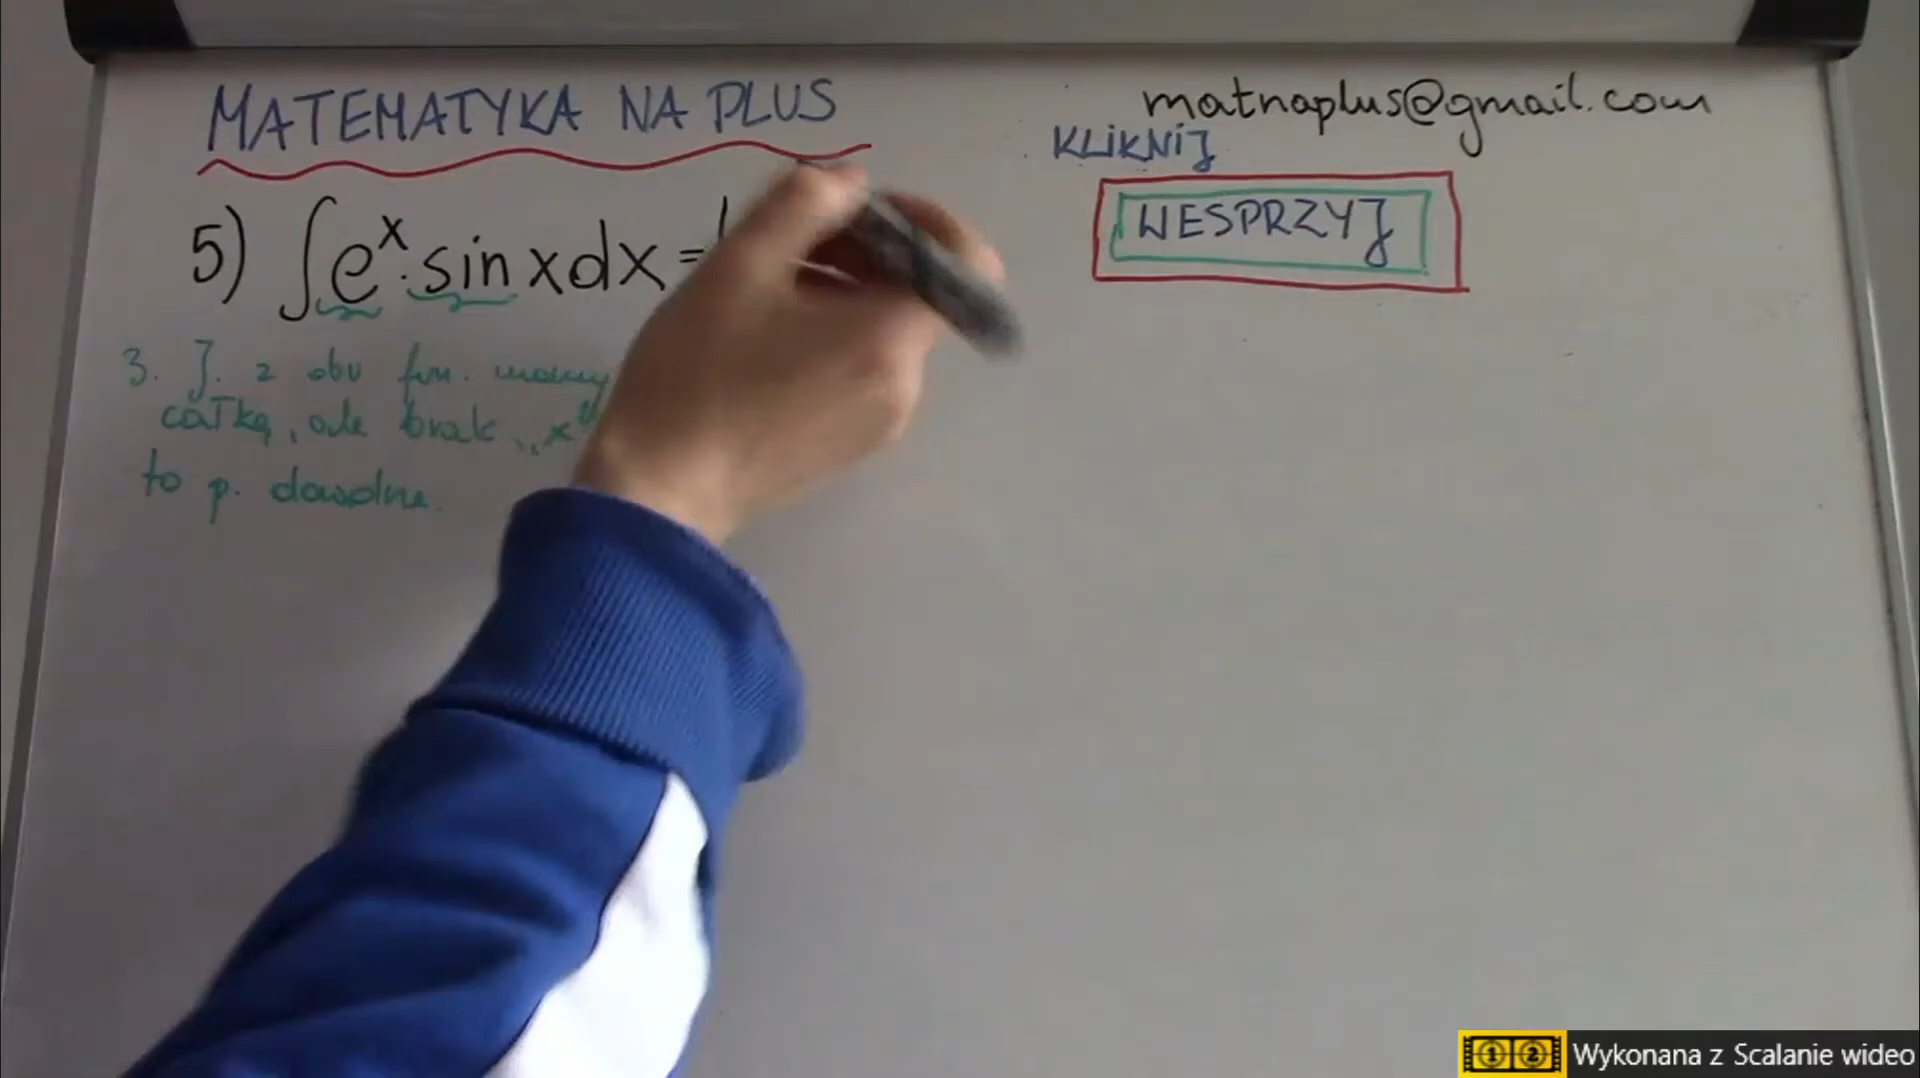 MATEMATYKA NA PLUS
matnaplus@gmail.com
KLIKNIJ
WESPRZYJ
5) ∫e^x·sin x dx =
3. J. z obu fun. mamy
całkę, ale brak „x"
to p. dowolne.
Wykonana z Scalanie wideo